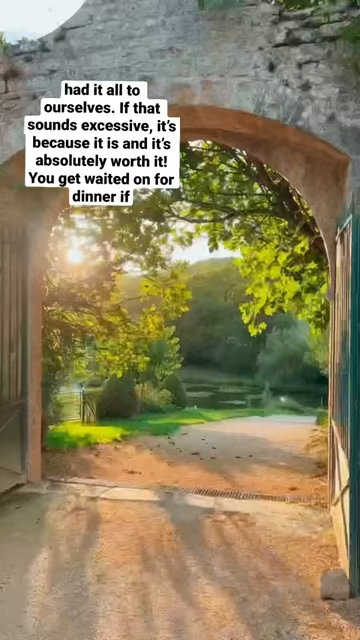 had it all to
ourselves. If that
sounds excessive, it's
because it is and it's
absolutely worth it!
You get waited on for
dinner if